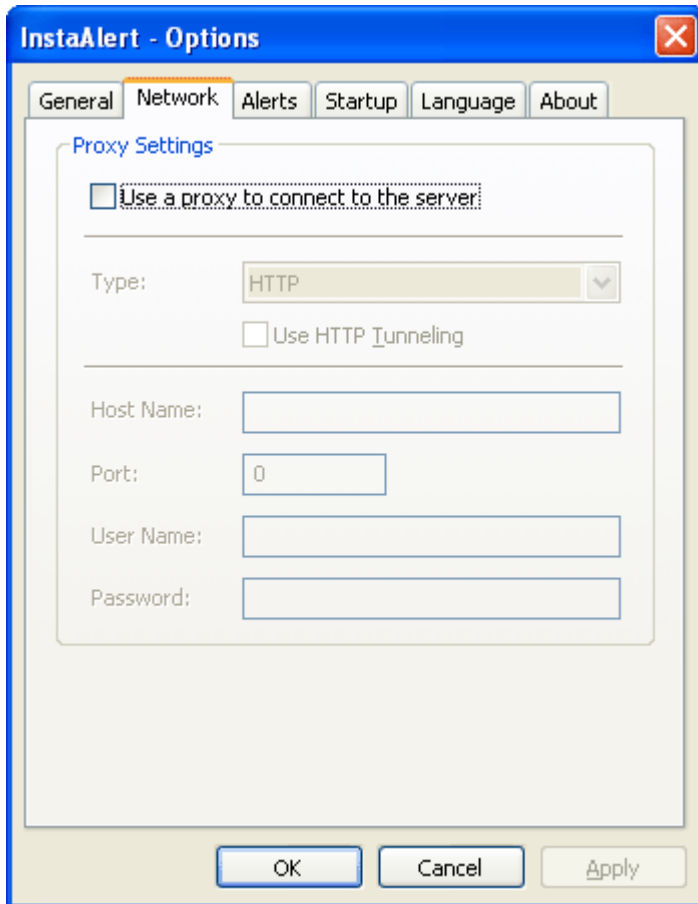 InstaAlert - Options
General Network Alerts Startup Language About
Proxy Settings
Use a proxy to connect to the server
Type: HTTP
Use HTTP Tunneling
Host Name:
Port: 0
User Name:
Password:
OK Cancel Apply